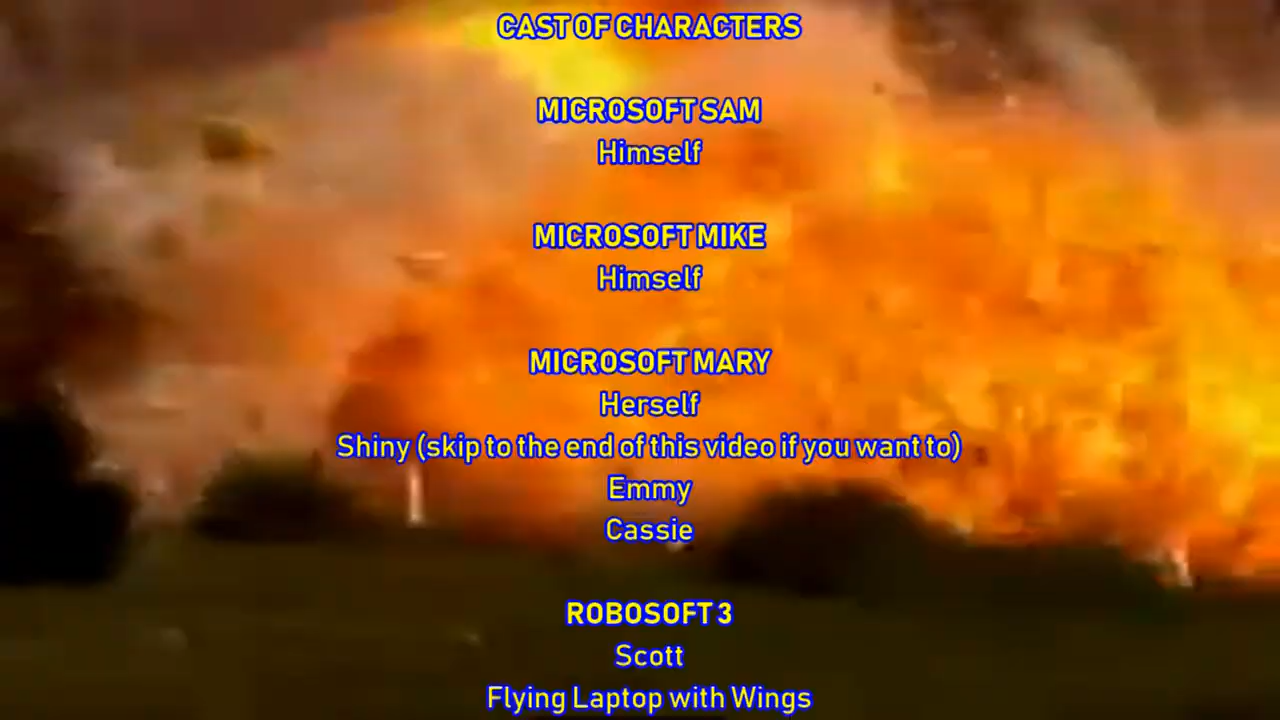 CAST OF CHARACTERS
MICROSOFT SAM
Himself
MICROSOFT MIKE
Himself
MICROSOFT MARY
Herself
Shiny (skip to the end of this video if you want to)
Emmy
Cassie
ROBOSOFT 3
Scott
Flying Laptop with Wings